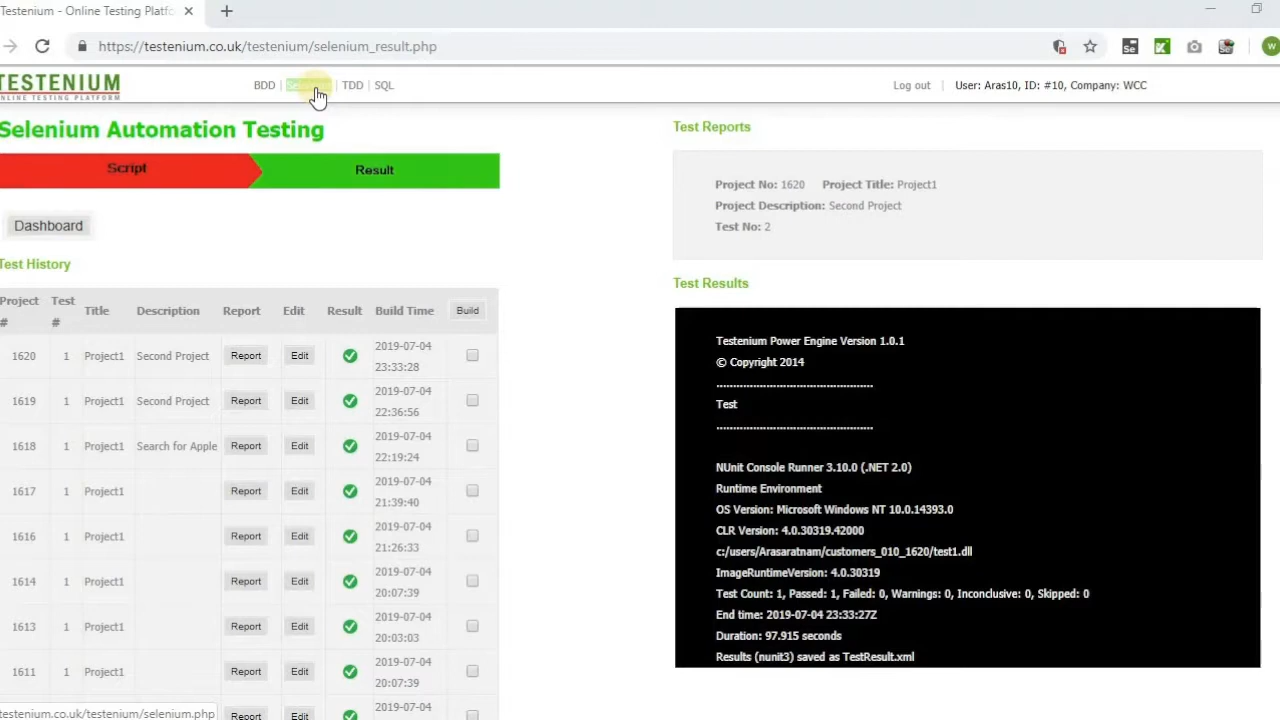 Testenium - Online Testing Platfo
https://testenium.co.uk/testenium/selenium_result.php
Se
W
TESTENIUM
ONLINE TESTING PLATFORM
BDD | Selenium | TDD | SQL
Log out | User: Aras10, ID: #10, Company: WCC
Selenium Automation Testing
Script
Result
Dashboard
Test History
Project # Test # Title Description Report Edit Result Build Time Build
1620 1 Project1 Second Project Report Edit 2019-07-04 23:33:28
1619 1 Project1 Second Project Report Edit 2019-07-04 22:36:56
1618 1 Project1 Search for Apple Report Edit 2019-07-04 22:19:24
1617 1 Project1 Report Edit 2019-07-04 21:39:40
1616 1 Project1 Report Edit 2019-07-04 21:26:33
1614 1 Project1 Report Edit 2019-07-04 20:07:39
1613 1 Project1 Report Edit 2019-07-04 20:03:03
1611 1 Project1 Report Edit 2019-07-04 20:07:39
Report Edit 2019-07-04
testenium.co.uk/testenium/selenium.php
Test Reports
Project No: 1620 Project Title: Project1
Project Description: Second Project
Test No: 2
Test Results
Testenium Power Engine Version 1.0.1
© Copyright 2014
-----------------------------------------------
Test
-----------------------------------------------
NUnit Console Runner 3.10.0 (.NET 2.0)
Runtime Environment
OS Version: Microsoft Windows NT 10.0.14393.0
CLR Version: 4.0.30319.42000
c:/users/Arasaratnam/customers_010_1620/test1.dll
ImageRuntimeVersion: 4.0.30319
Test Count: 1, Passed: 1, Failed: 0, Warnings: 0, Inconclusive: 0, Skipped: 0
End time: 2019-07-04 23:33:27Z
Duration: 97.915 seconds
Results (nunit3) saved as TestResult.xml